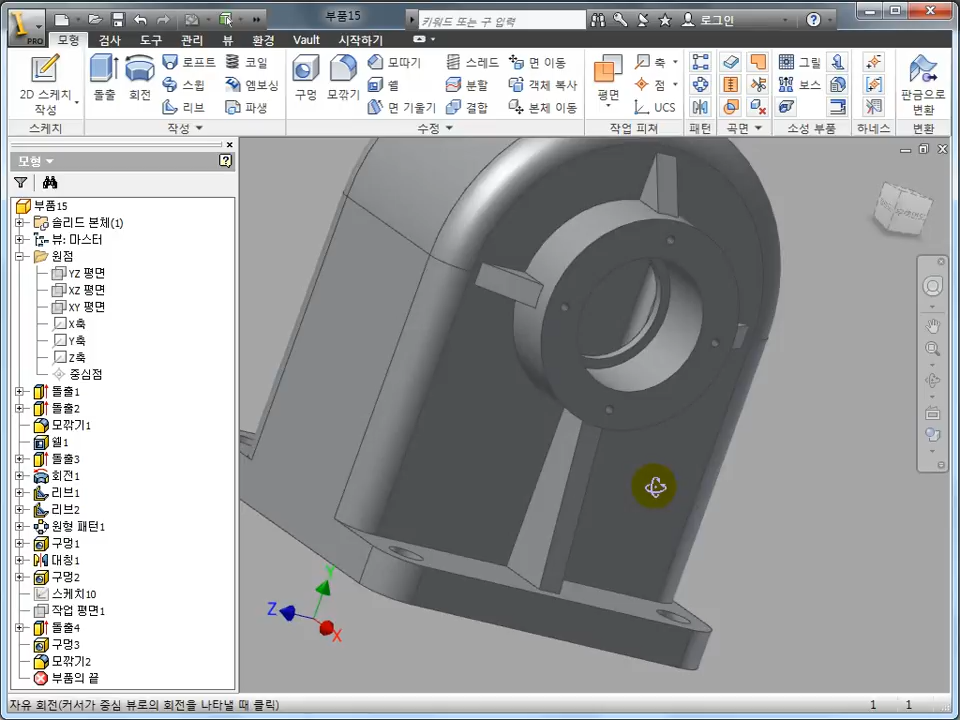 부품15
키워드 또는 구 입력
로그인
PRO
모형 검사 도구 관리 뷰 환경 Vault 시작하기
2D 스케치
작성
돌출 회전
로프트
스윕
리브
코일
엠보싱
파생
구멍 모깎기
모따기
쉘
면 기울기
스레드
분할
결합
면 이동
객체 복사
본체 이동
평면
축
점
UCS
그릴
보스
판금으로
변환
스케치 작성 수정 작업 피쳐 패턴 곡면 소성 부품 하네스 변환
모형
부품15
솔리드 본체(1)
뷰: 마스터
원점
YZ 평면
XZ 평면
XY 평면
X축
Y축
Z축
중심점
돌출1
돌출2
모깎기1
쉘1
돌출3
회전1
리브1
리브2
원형 패턴1
구멍1
대칭1
구멍2
스케치10
작업 평면1
돌출4
구멍3
모깎기2
부품의 끝
Y
Z
X
자유 회전(커서가 중심 뷰로의 회전을 나타낼 때 클릭)
1 1